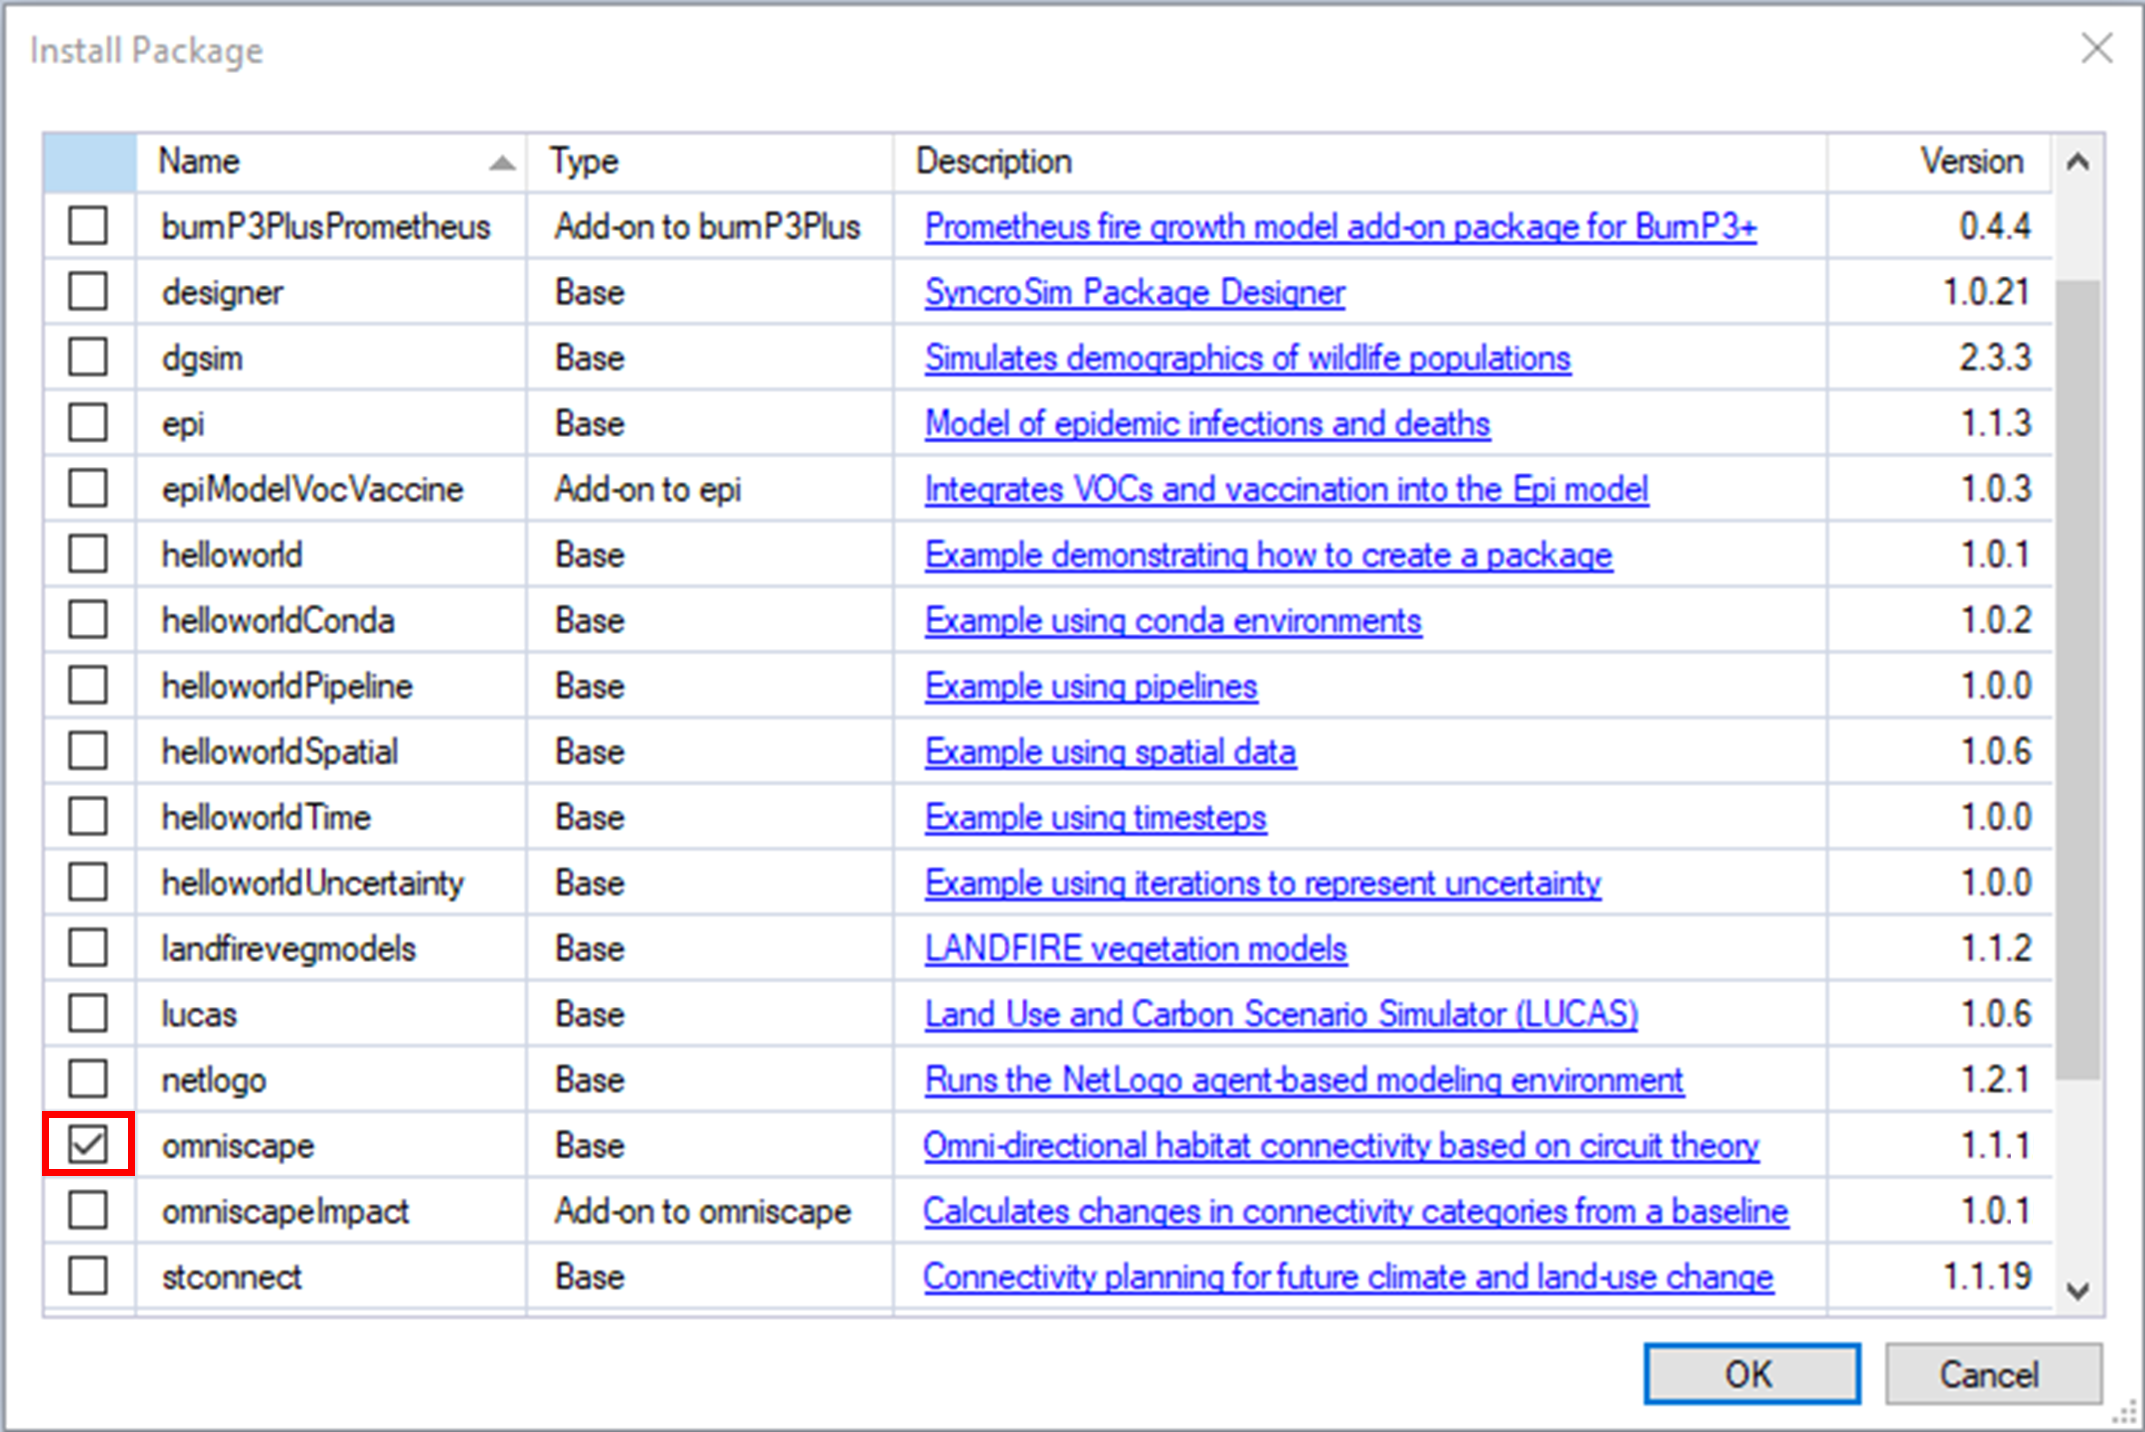 Install Package
Name Type Description Version
burnP3PlusPrometheus Add-on to burnP3Plus Prometheus fire growth model add-on package for BurnP3+ 0.4.4
designer Base SyncroSim Package Designer 1.0.21
dgsim Base Simulates demographics of wildlife populations 2.3.3
epi Base Model of epidemic infections and deaths 1.1.3
epiModelVocVaccine Add-on to epi Integrates VOCs and vaccination into the Epi model 1.0.3
helloworld Base Example demonstrating how to create a package 1.0.1
helloworldConda Base Example using conda environments 1.0.2
helloworldPipeline Base Example using pipelines 1.0.0
helloworldSpatial Base Example using spatial data 1.0.6
helloworldTime Base Example using timesteps 1.0.0
helloworldUncertainty Base Example using iterations to represent uncertainty 1.0.0
landfirevegmodels Base LANDFIRE vegetation models 1.1.2
lucas Base Land Use and Carbon Scenario Simulator (LUCAS) 1.0.6
netlogo Base Runs the NetLogo agent-based modeling environment 1.2.1
omniscape Base Omni-directional habitat connectivity based on circuit theory 1.1.1
omniscapeImpact Add-on to omniscape Calculates changes in connectivity categories from a baseline 1.0.1
stconnect Base Connectivity planning for future climate and land-use change 1.1.19
OK Cancel